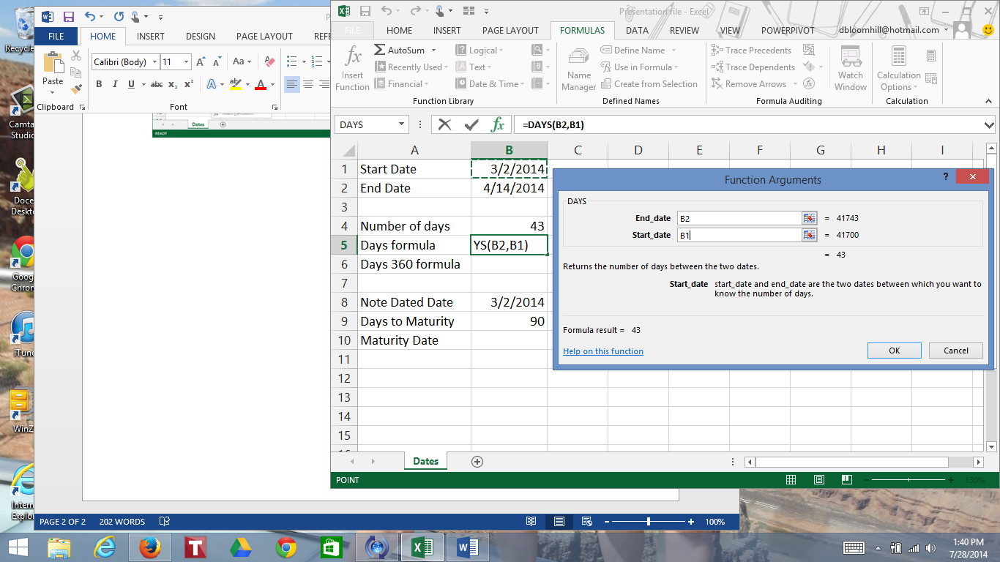 Recycle
Camta
Studio
Doce
Deskto
Goog
Chron
iTune
WinZ
Intern
Explo
FILE HOME INSERT DESIGN PAGE LAYOUT REFE
Paste
Calibri (Body) 11 Aa
B I U abc x₂ x² A A
Clipboard Font
Dates
READY
PAGE 2 OF 2 202 WORDS 100%
Presentation file - Excel
FILE HOME INSERT PAGE LAYOUT FORMULAS DATA REVIEW VIEW POWERPIVOT dbloomhill@hotmail.com
fx
Insert
Function
AutoSum
Recently Used
Financial
Logical
Text
Date & Time
Function Library
Name
Manager
Define Name
Use in Formula
Create from Selection
Defined Names
Trace Precedents
Trace Dependents
Remove Arrows
Formula Auditing
Watch
Window
Calculation
Options
Calculation
DAYS fx =DAYS(B2,B1)
A B C D E F G H I
1 Start Date 3/2/2014
2 End Date 4/14/2014
3
4 Number of days 43
5 Days formula YS(B2,B1)
6 Days 360 formula
7
8 Note Dated Date 3/2/2014
9 Days to Maturity 90
10 Maturity Date
11
12
13
14
15
Function Arguments ?
DAYS
End_date B2 = 41743
Start_date B1 = 41700
= 43
Returns the number of days between the two dates.
Start_date start_date and end_date are the two dates between which you want to
know the number of days.
Formula result = 43
Help on this function OK Cancel
Dates
POINT 130%
1:40 PM
7/28/2014